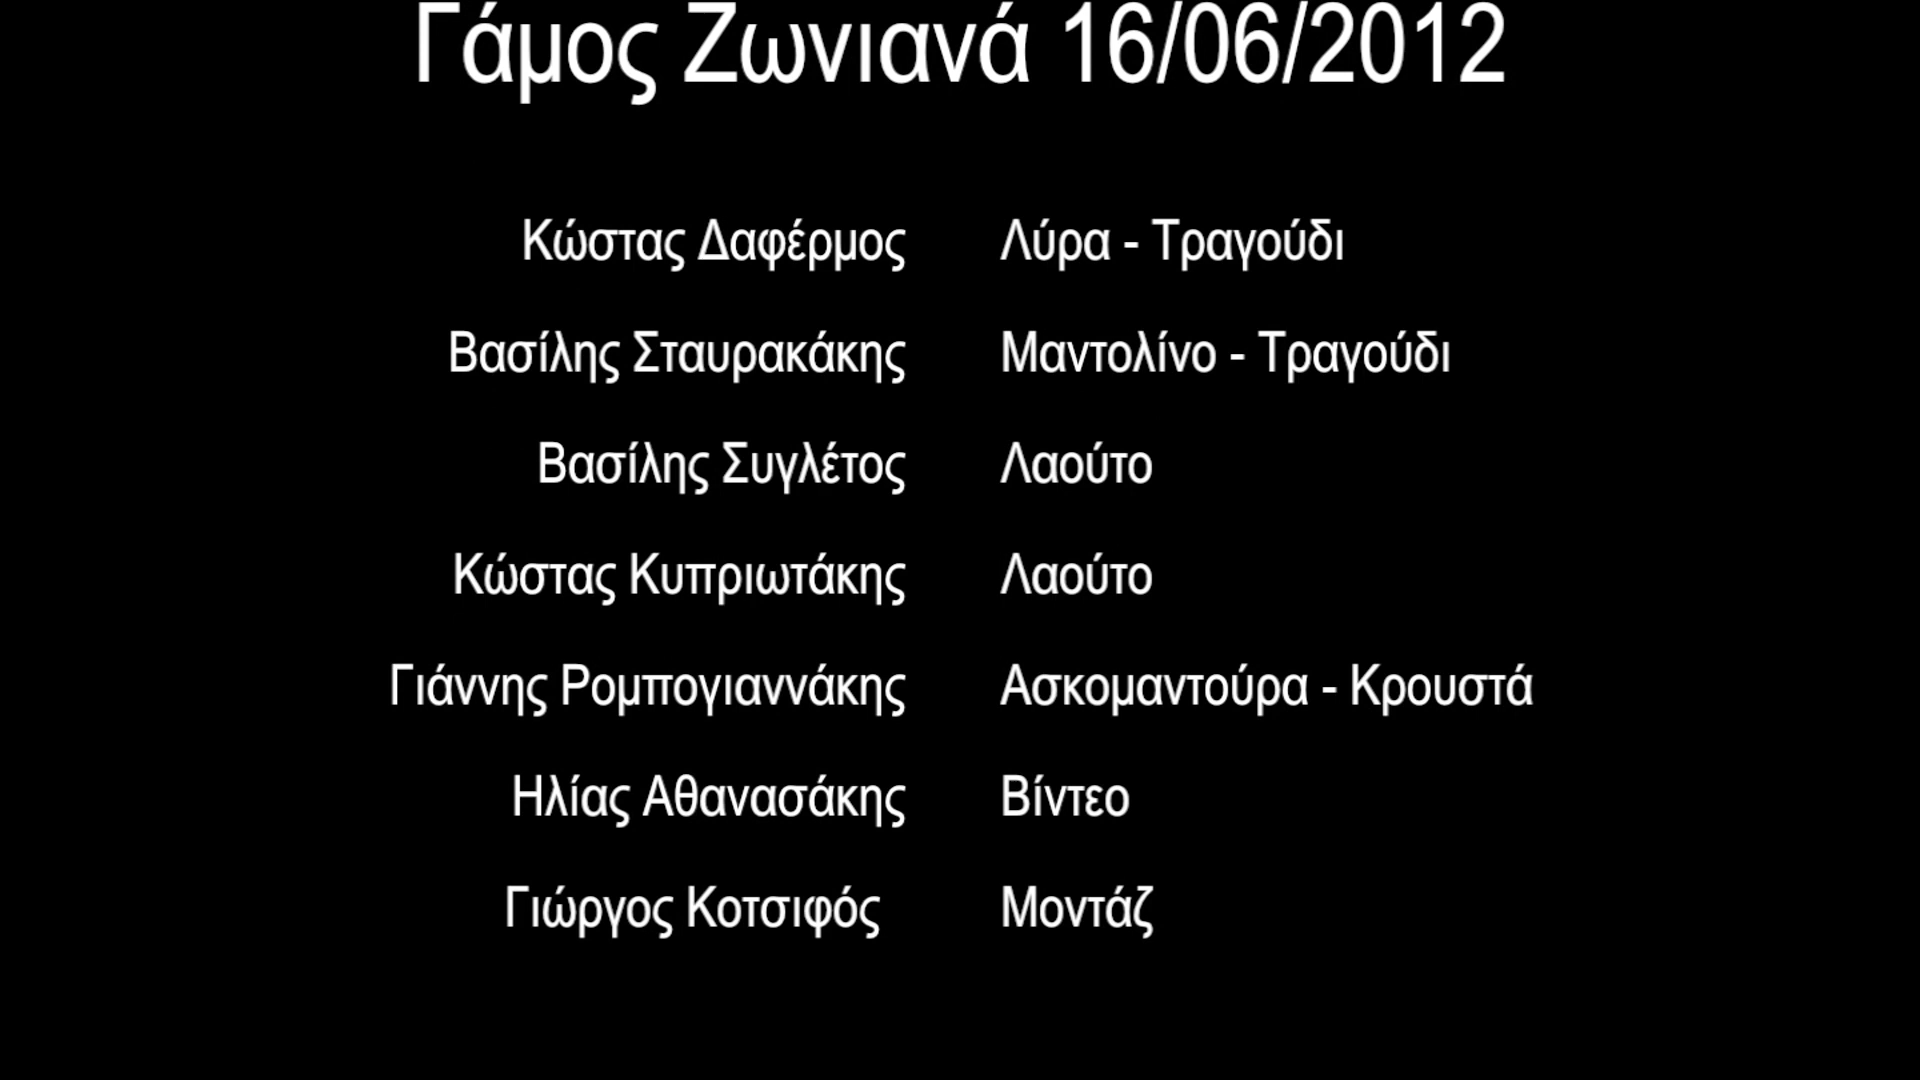 Γάμος Ζωνιανά 16/06/2012
Κώστας Δαφέρμος Λύρα - Τραγούδι
Βασίλης Σταυρακάκης Μαντολίνο - Τραγούδι
Βασίλης Συγλέτος Λαούτο
Κώστας Κυπριωτάκης Λαούτο
Γιάννης Ρομπογιαννάκης Ασκομαντούρα - Κρουστά
Ηλίας Αθανασάκης Βίντεο
Γιώργος Κοτσιφός Μοντάζ